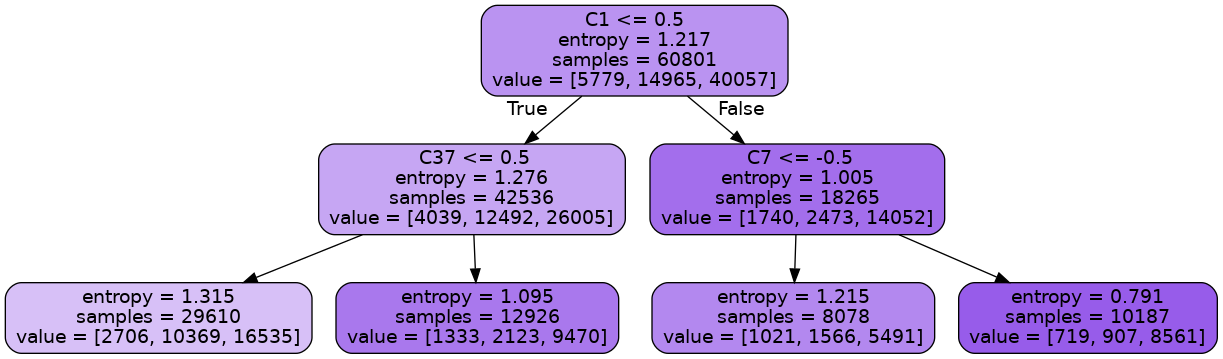 C1 <= 0.5
entropy = 1.217
samples = 60801
value = [5779, 14965, 40057]
True
False
C37 <= 0.5
entropy = 1.276
samples = 42536
value = [4039, 12492, 26005]
C7 <= -0.5
entropy = 1.005
samples = 18265
value = [1740, 2473, 14052]
entropy = 1.315
samples = 29610
value = [2706, 10369, 16535]
entropy = 1.095
samples = 12926
value = [1333, 2123, 9470]
entropy = 1.215
samples = 8078
value = [1021, 1566, 5491]
entropy = 0.791
samples = 10187
value = [719, 907, 8561]